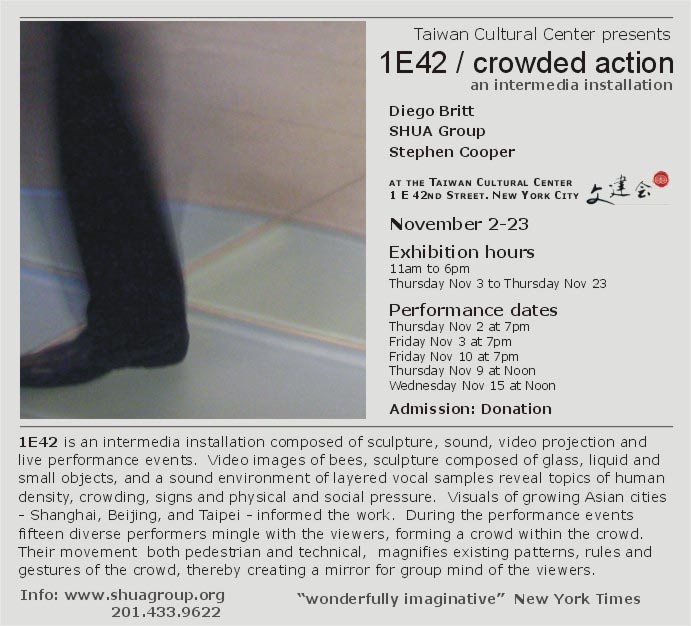 Taiwan Cultural Center presents
1E42 / crowded action
an intermedia installation
Diego Britt
SHUA Group
Stephen Cooper
AT THE TAIWAN CULTURAL CENTER
1 E 42ND STREET. NEW YORK CITY
文建会
November 2-23
Exhibition hours
11am to 6pm
Thursday Nov 3 to Thursday Nov 23
Performance dates
Thursday Nov 2 at 7pm
Friday Nov 3 at 7pm
Friday Nov 10 at 7pm
Thursday Nov 9 at Noon
Wednesday Nov 15 at Noon
Admission: Donation
1E42 is an intermedia installation composed of sculpture, sound, video projection and
live performance events. Video images of bees, sculpture composed of glass, liquid and
small objects, and a sound environment of layered vocal samples reveal topics of human
density, crowding, signs and physical and social pressure. Visuals of growing Asian cities
- Shanghai, Beijing, and Taipei - informed the work. During the performance events
fifteen diverse performers mingle with the viewers, forming a crowd within the crowd.
Their movement both pedestrian and technical, magnifies existing patterns, rules and
gestures of the crowd, thereby creating a mirror for group mind of the viewers.
Info: www.shuagroup.org
201.433.9622
“wonderfully imaginative” New York Times